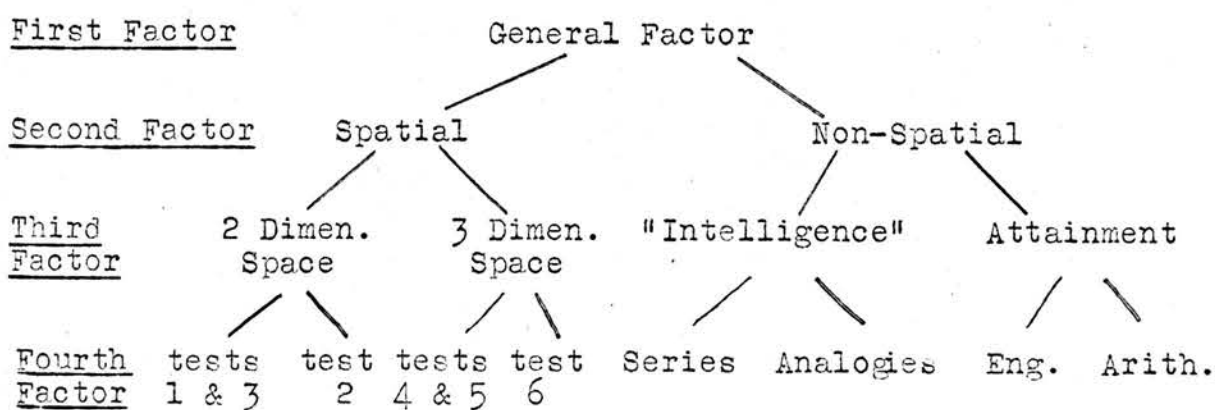 First Factor General Factor
Second Factor Spatial Non-Spatial
Third 2 Dimen. 3 Dimen. "Intelligence" Attainment
Factor Space Space
Fourth tests test tests test Series Analogies Eng. Arith.
Factor 1 & 3 2 4 & 5 6